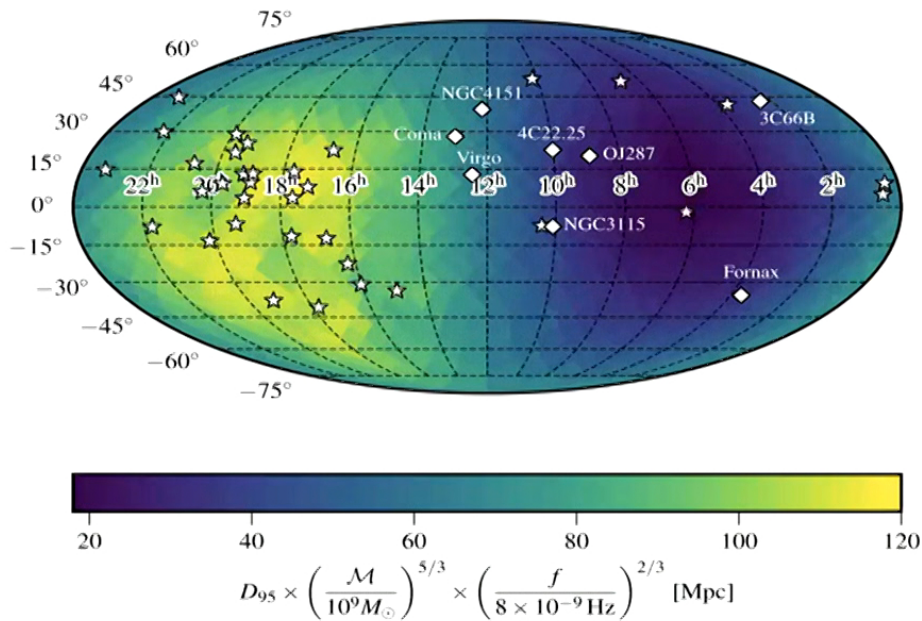 75°
60°
45°
30°
15°
0°
−15°
−30°
−45°
−60°
−75°
NGC4151
3C66B
Coma
4C22.25
Virgo
OJ287
22h 20h 18h 16h 14h 12h 10h 8h 6h 4h 2h
NGC3115
Fornax
20 40 60 80 100 120
D95 × (ℳ / 10^9 M☉)^5/3 × (f / 8 × 10^−9 Hz)^2/3 [Mpc]